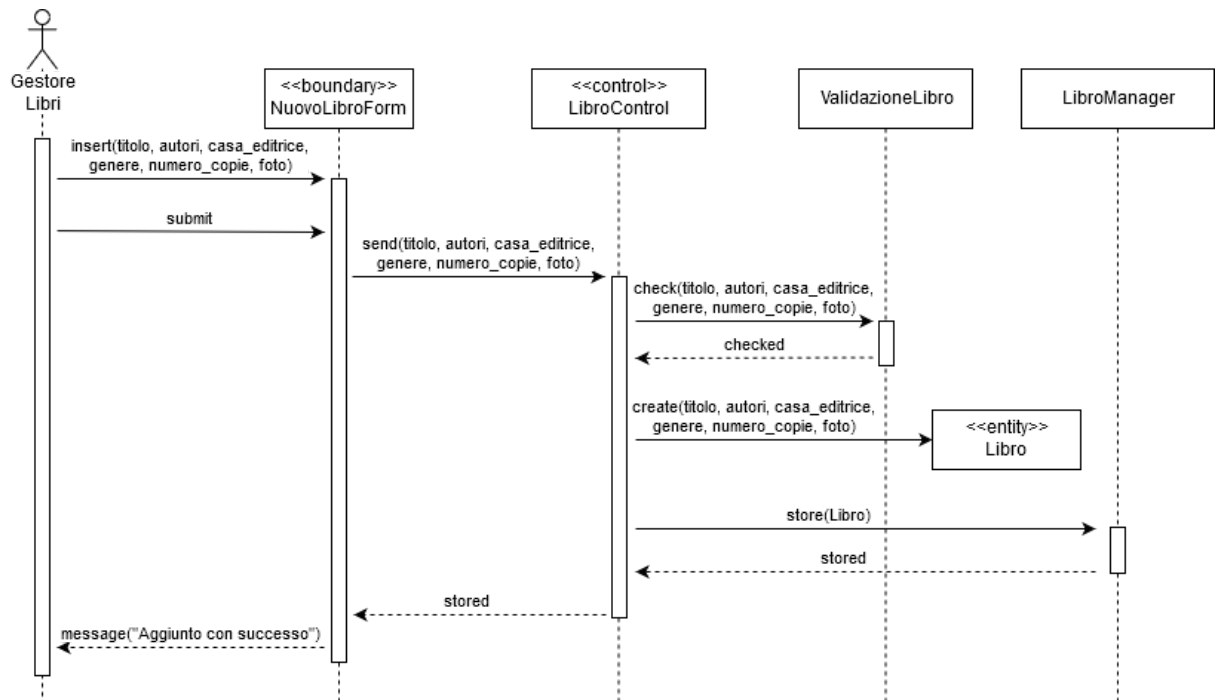 Gestore
Libri
<<boundary>>
NuovoLibroForm
<<control>>
LibroControl
ValidazioneLibro
LibroManager
insert(titolo, autori, casa_editrice,
genere, numero_copie, foto)
submit
send(titolo, autori, casa_editrice,
genere, numero_copie, foto)
check(titolo, autori, casa_editrice,
genere, numero_copie, foto)
checked
create(titolo, autori, casa_editrice,
genere, numero_copie, foto)
<<entity>>
Libro
store(Libro)
stored
stored
message("Aggiunto con successo")